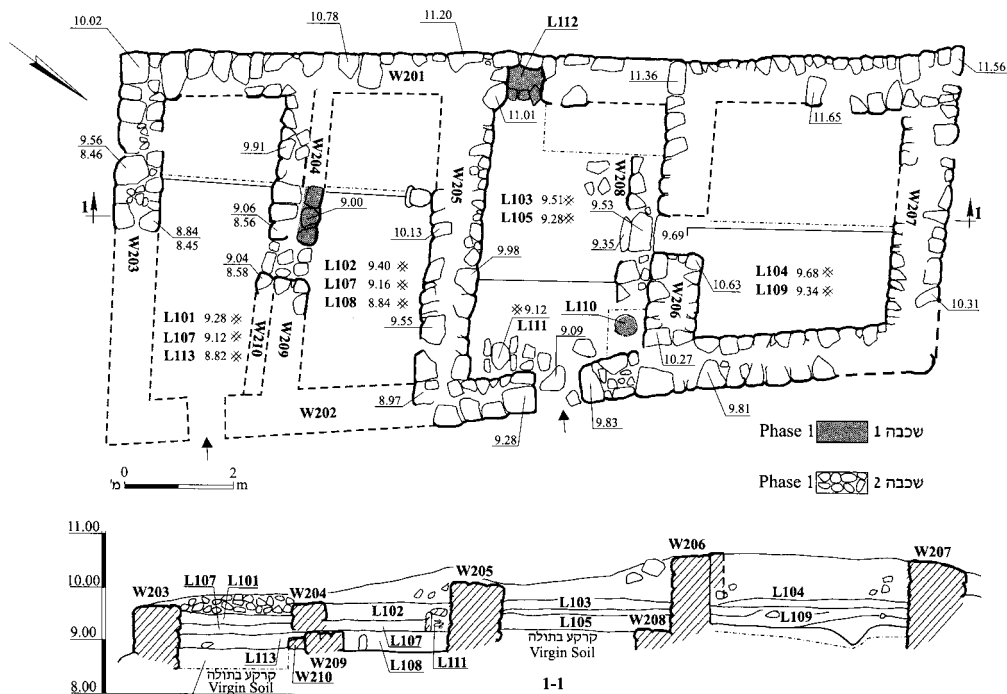 10.02
10.78
11.20
L112
11.56
W201
11.36
11.01
11.65
9.56
8.46
9.91
W204
9.00
W205
W208
L103 9.51
L105 9.28
9.53
9.35
9.69
W207
1
1
8.84
8.45
9.06
8.56
10.13
9.98
W203
9.04
8.58
L102 9.40
L107 9.16
L108 8.84
L104 9.68
L109 9.34
10.63
W206
10.31
L101 9.28
L107 9.12
L113 8.82
W210
W209
9.55
9.12
L111
9.09
L110
10.27
W202
8.97
9.28
9.83
9.81
Phase 1 שכבה 1
Phase 1 שכבה 2
0 2
מ' m
11.00
10.00
9.00
8.00
W203
L107
L101
W204
L102
W205
L103
L105
W206
L104
W207
L109
W208
L113
W210
W209
L107
L108
L111
קרקע בתולה
Virgin Soil
קרקע בתולה
Virgin Soil
1-1